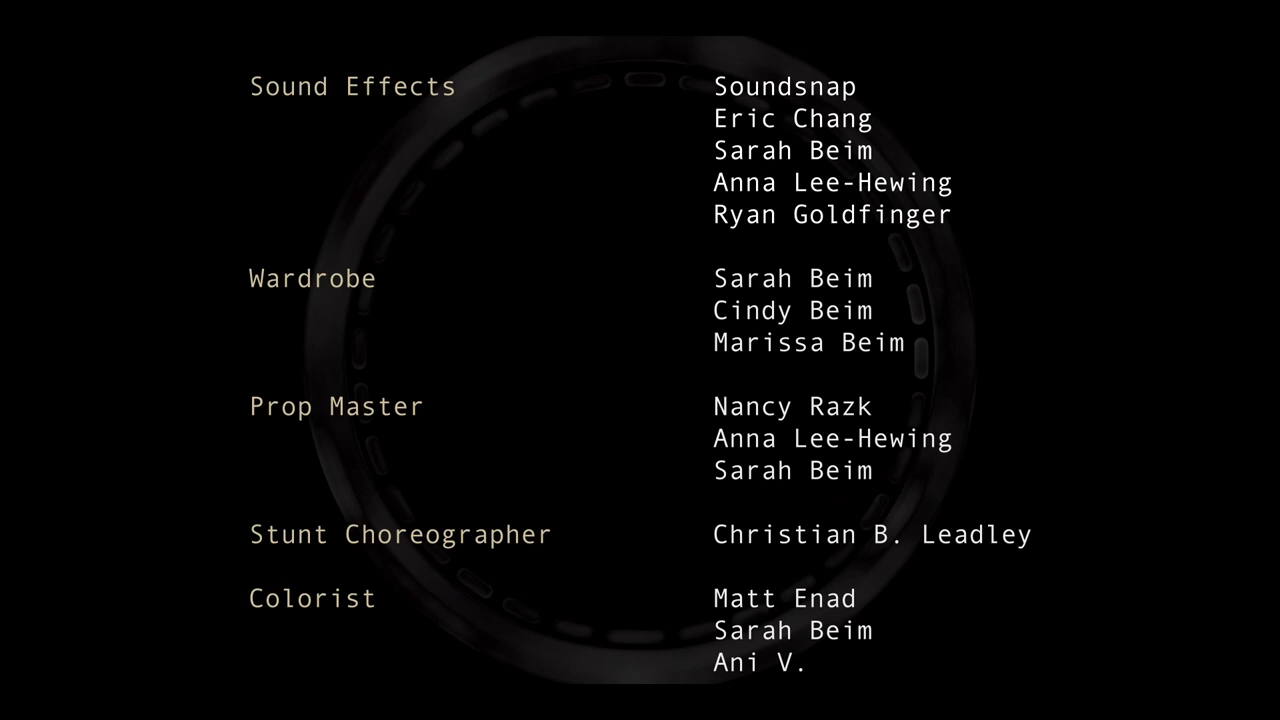 Sound Effects Soundsnap
Eric Chang
Sarah Beim
Anna Lee-Hewing
Ryan Goldfinger
Wardrobe Sarah Beim
Cindy Beim
Marissa Beim
Prop Master Nancy Razk
Anna Lee-Hewing
Sarah Beim
Stunt Choreographer Christian B. Leadley
Colorist Matt Enad
Sarah Beim
Ani V.